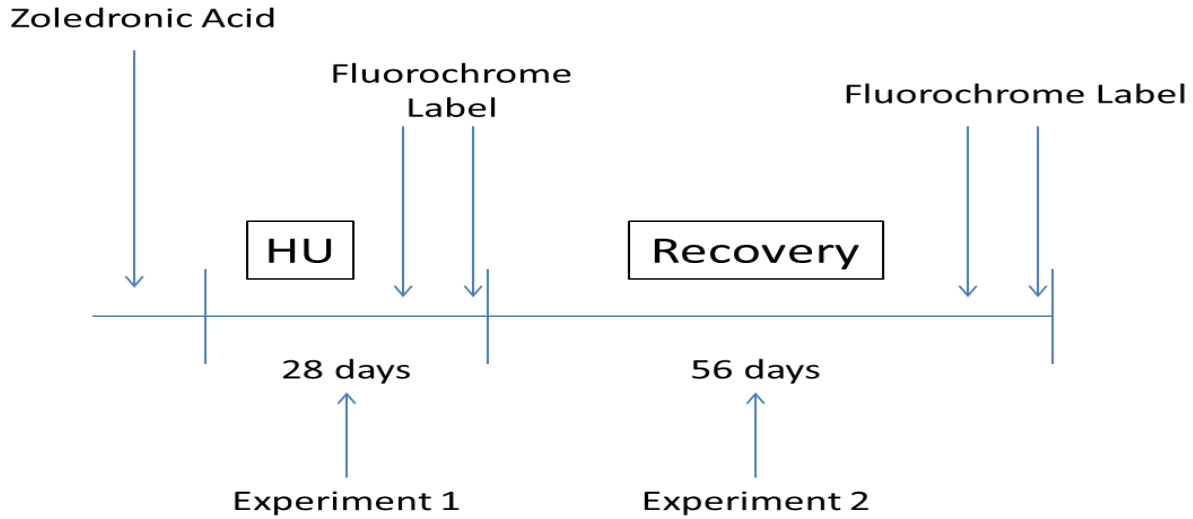 Zoledronic Acid
Fluorochrome
Label
Fluorochrome Label
HU
Recovery
28 days
56 days
Experiment 1
Experiment 2